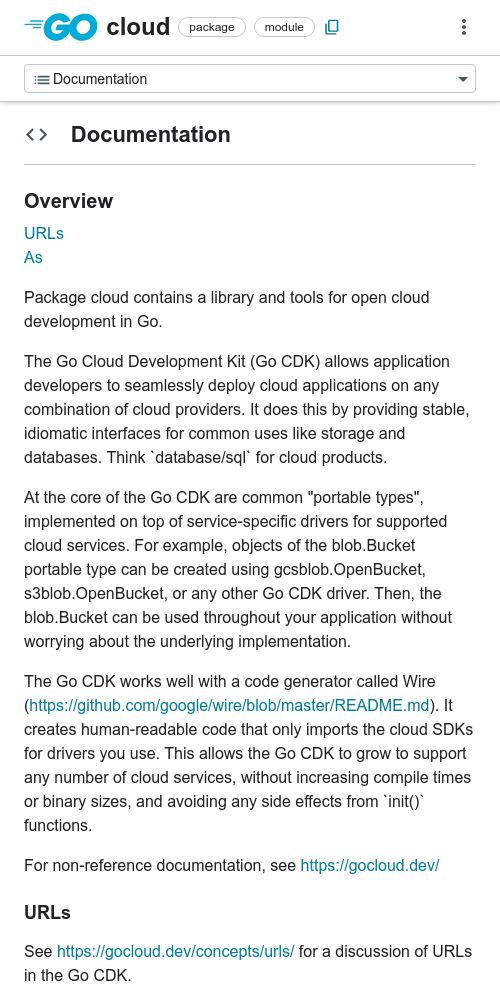 GO cloud package module
Documentation
Documentation
Overview
URLs
As
Package cloud contains a library and tools for open cloud
development in Go.
The Go Cloud Development Kit (Go CDK) allows application
developers to seamlessly deploy cloud applications on any
combination of cloud providers. It does this by providing stable,
idiomatic interfaces for common uses like storage and
databases. Think `database/sql` for cloud products.
At the core of the Go CDK are common "portable types",
implemented on top of service-specific drivers for supported
cloud services. For example, objects of the blob.Bucket
portable type can be created using gcsblob.OpenBucket,
s3blob.OpenBucket, or any other Go CDK driver. Then, the
blob.Bucket can be used throughout your application without
worrying about the underlying implementation.
The Go CDK works well with a code generator called Wire
(https://github.com/google/wire/blob/master/README.md). It
creates human-readable code that only imports the cloud SDKs
for drivers you use. This allows the Go CDK to grow to support
any number of cloud services, without increasing compile times
or binary sizes, and avoiding any side effects from `init()`
functions.
For non-reference documentation, see https://gocloud.dev/
URLs
See https://gocloud.dev/concepts/urls/ for a discussion of URLs
in the Go CDK.